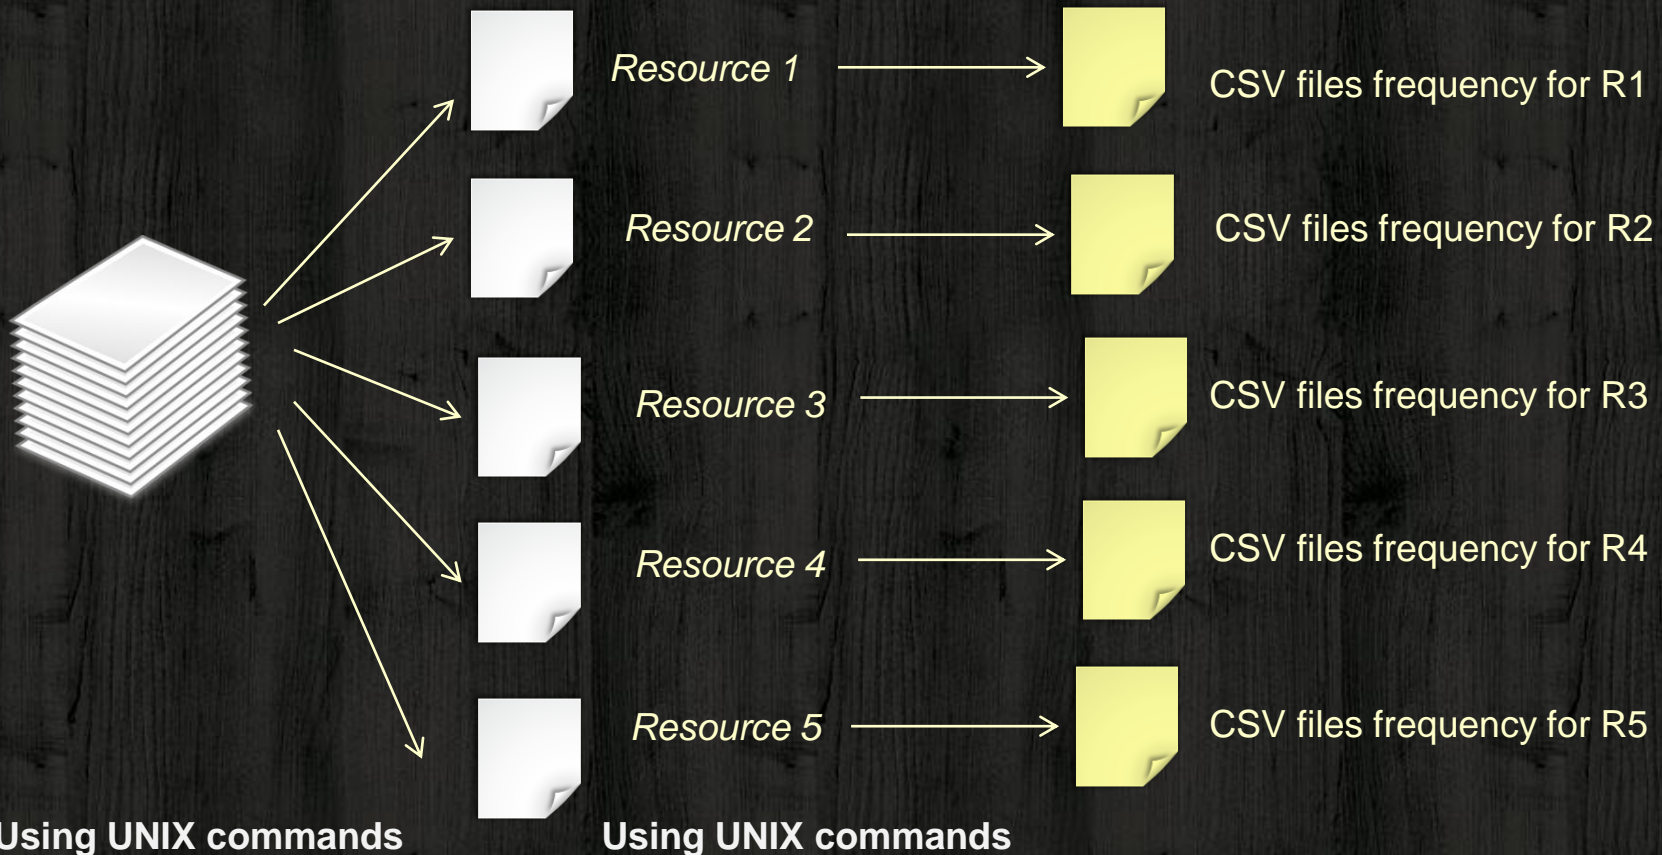 Resource 1
CSV files frequency for R1
Resource 2
CSV files frequency for R2
Resource 3
CSV files frequency for R3
Resource 4
CSV files frequency for R4
Resource 5
CSV files frequency for R5
Using UNIX commands
Using UNIX commands